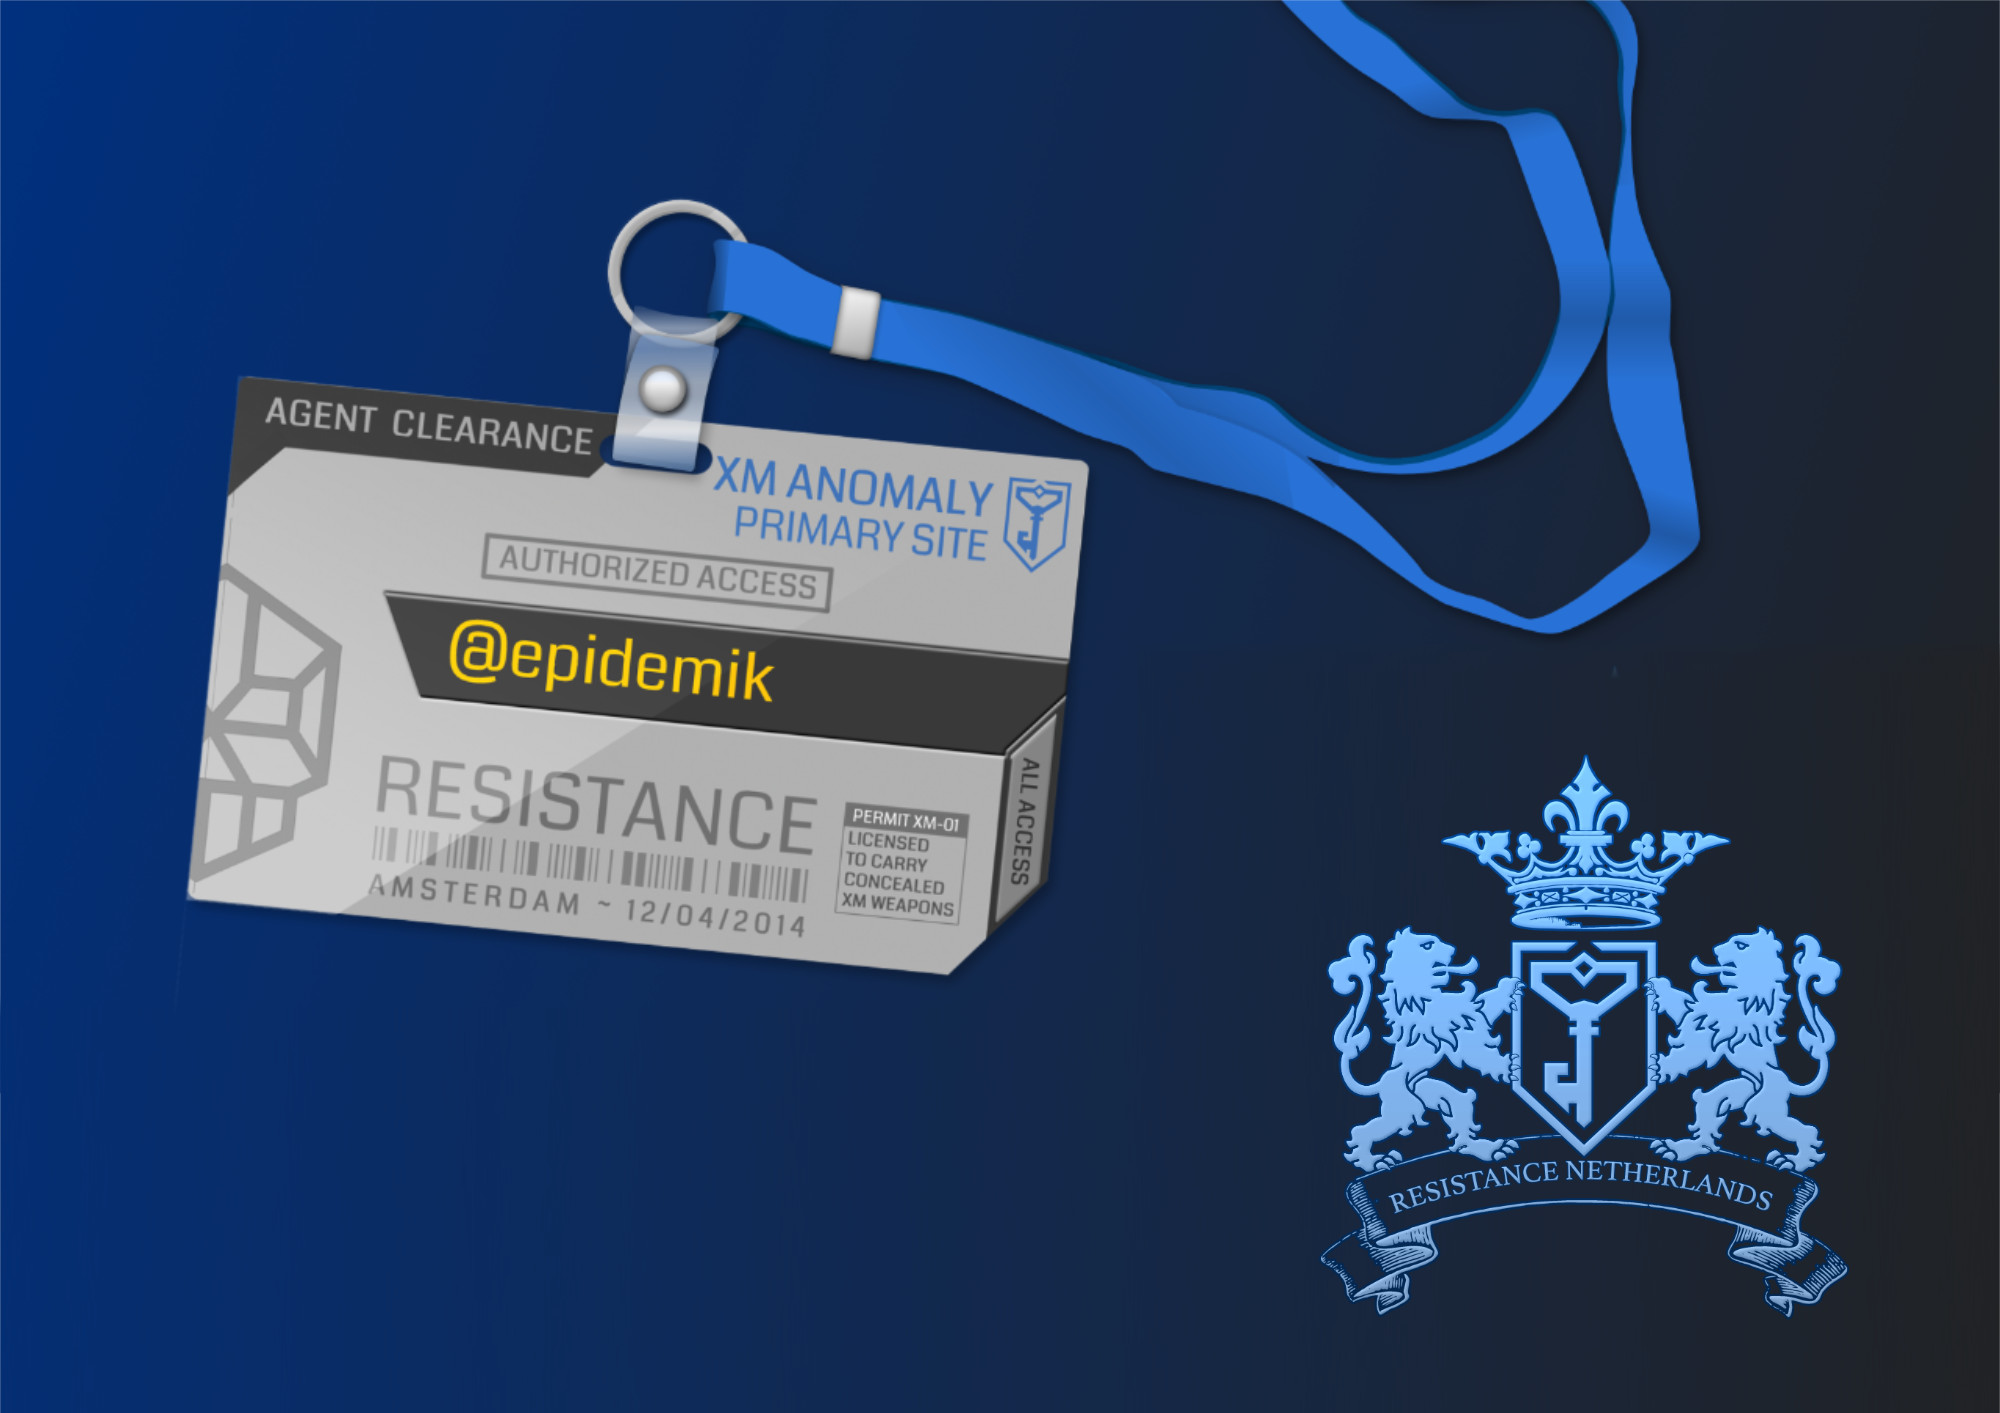 AGENT CLEARANCE
XM ANOMALY
PRIMARY SITE
AUTHORIZED ACCESS
@epidemik
RESISTANCE
AMSTERDAM ~ 12/04/2014
PERMIT XM-01
LICENSED
TO CARRY
CONCEALED
XM WEAPONS
ALL ACCESS
RESISTANCE NETHERLANDS